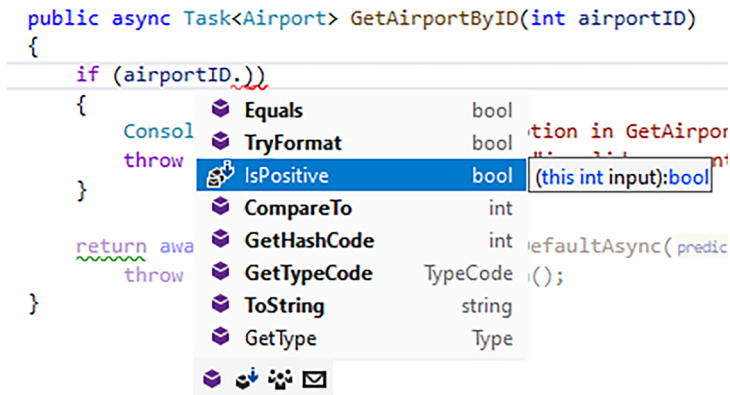 public async Task<Airport> GetAirportByID(int airportID)
{
if (airportID.))
{
Equals bool
Consol tion in GetAirpor
TryFormat bool
throw
IsPositive bool (this int input):bool
}
CompareTo int
GetHashCode int
return awa DefaultAsync(predic
GetTypeCode TypeCode
throw ();
ToString string
}
GetType Type